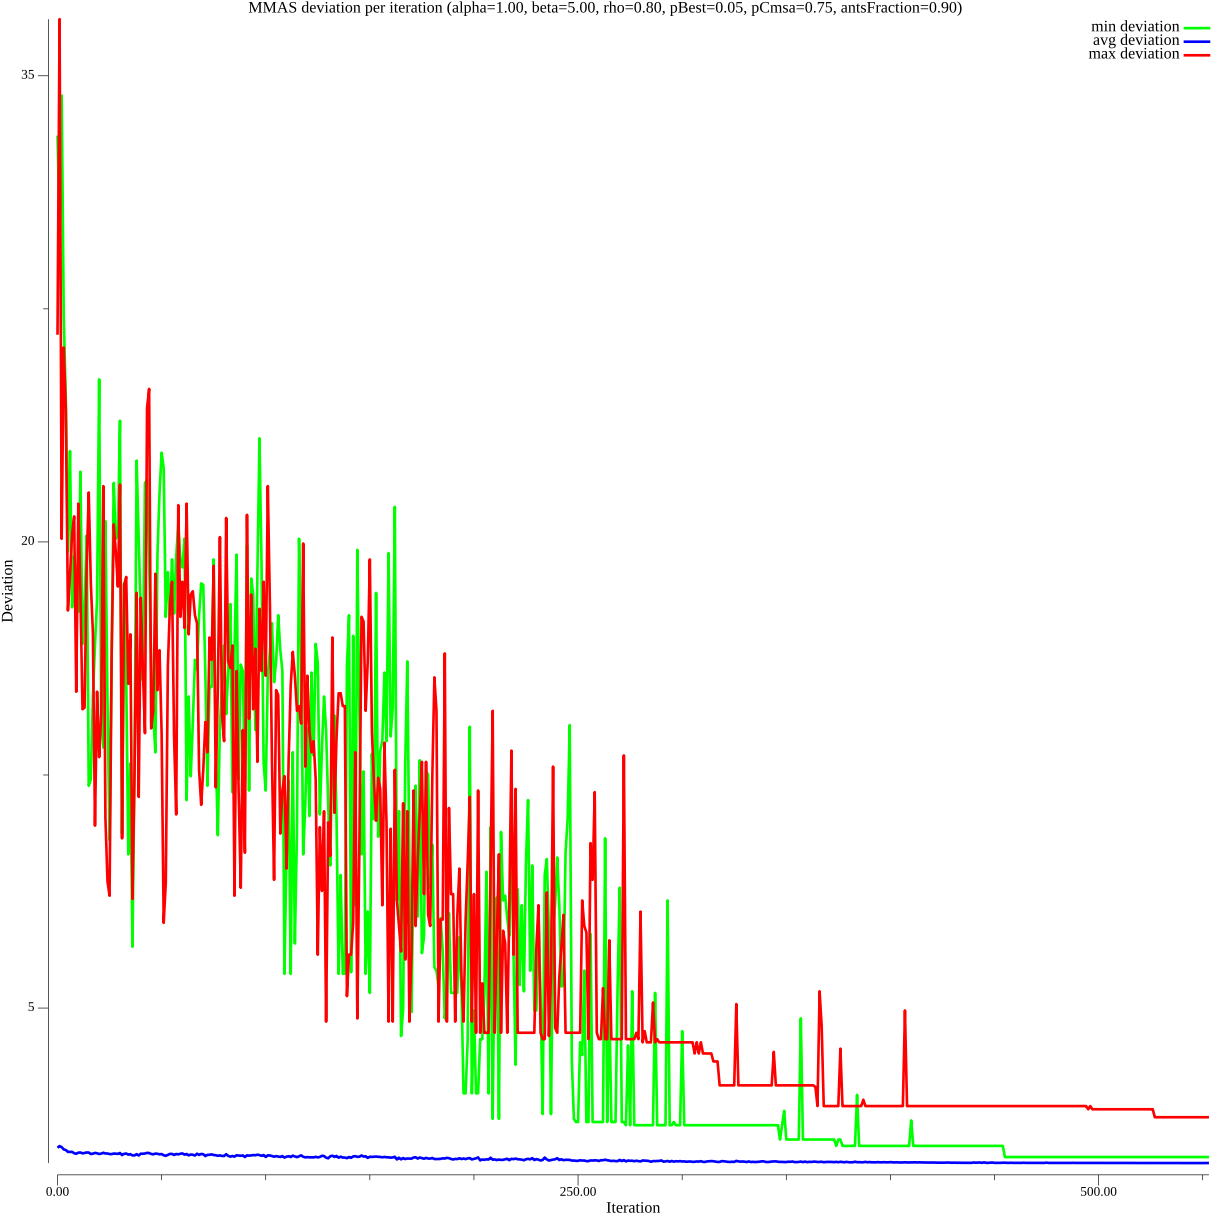 MMAS deviation per iteration (alpha=1.00, beta=5.00, rho=0.80, pBest=0.05, pCmsa=0.75, antsFraction=0.90)
min deviation
avg deviation
max deviation
35
20
5
Deviation
0.00
250.00
500.00
Iteration